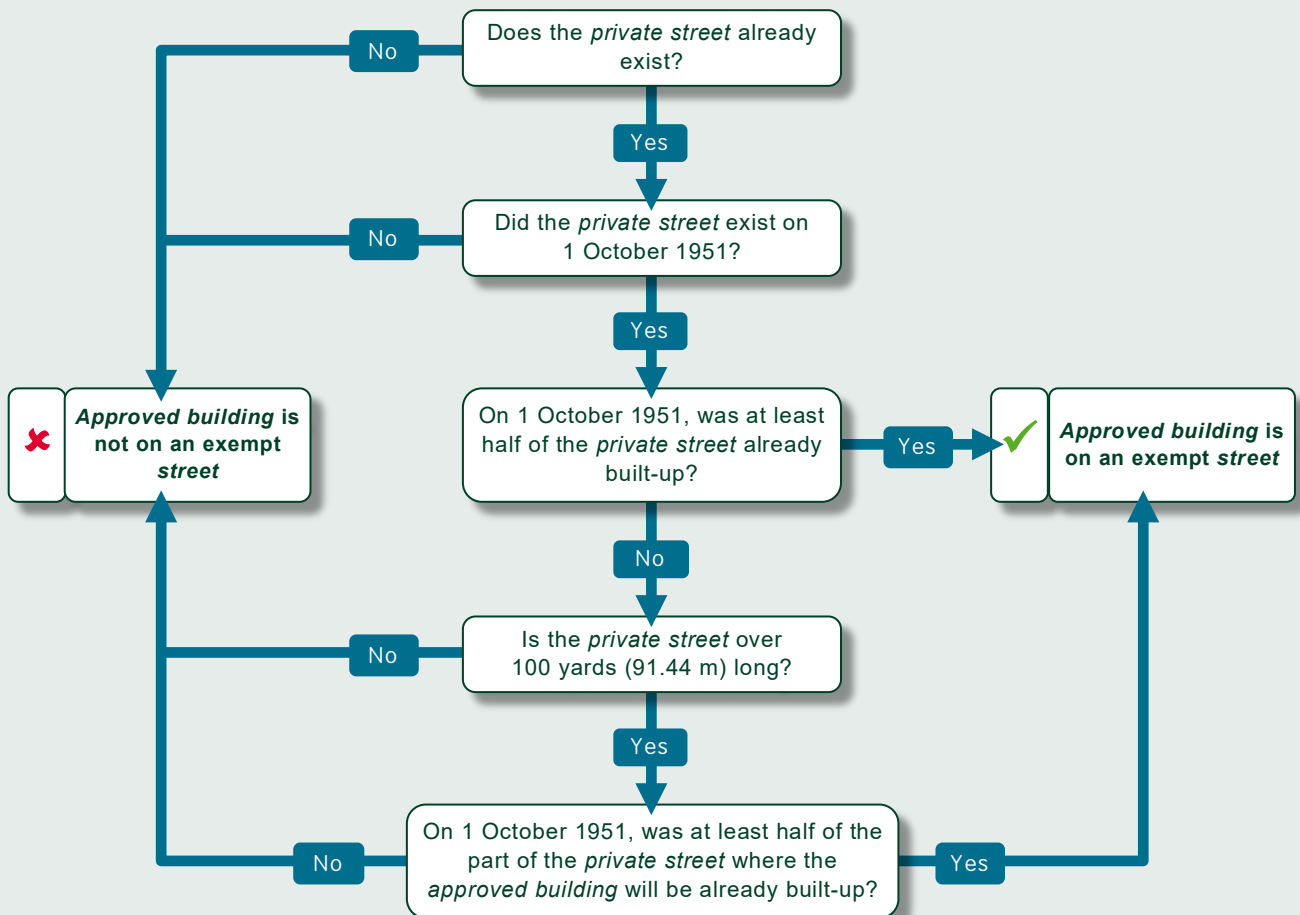 Does the private street already
exist?
No
Yes
Did the private street exist on
1 October 1951?
No
Yes
Approved building is
not on an exempt
street
On 1 October 1951, was at least
half of the private street already
built-up?
Yes
Approved building is
on an exempt street
No
Is the private street over
100 yards (91.44 m) long?
No
Yes
On 1 October 1951, was at least half of the
part of the private street where the
approved building will be already built-up?
No
Yes